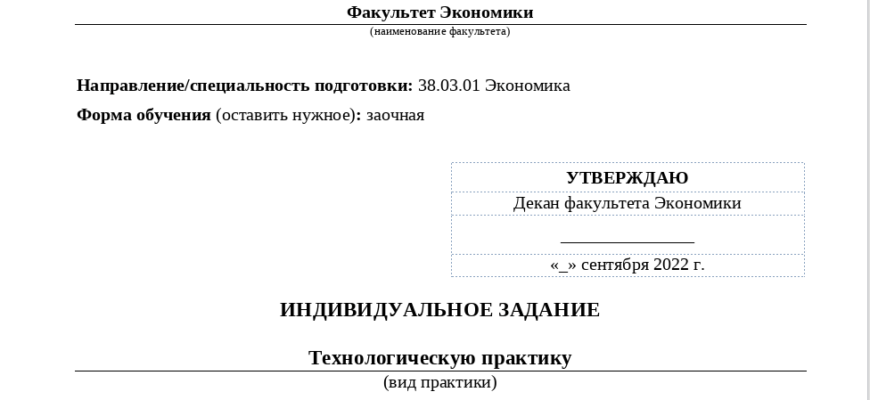 Факультет Экономики
(наименование факультета)
Направление/специальность подготовки: 38.03.01 Экономика
Форма обучения (оставить нужное): заочная
УТВЕРЖДАЮ
Декан факультета Экономики
_______________
«_» сентября 2022 г.
ИНДИВИДУАЛЬНОЕ ЗАДАНИЕ
Технологическую практику
(вид практики)